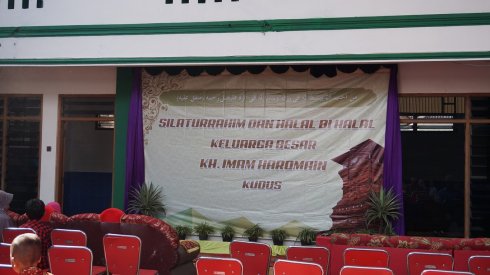 SILATURRAHIM DAN HALAL BI HALAL
KELUARGA BESAR
KH. IMAM HAROMAIN
KUDUS